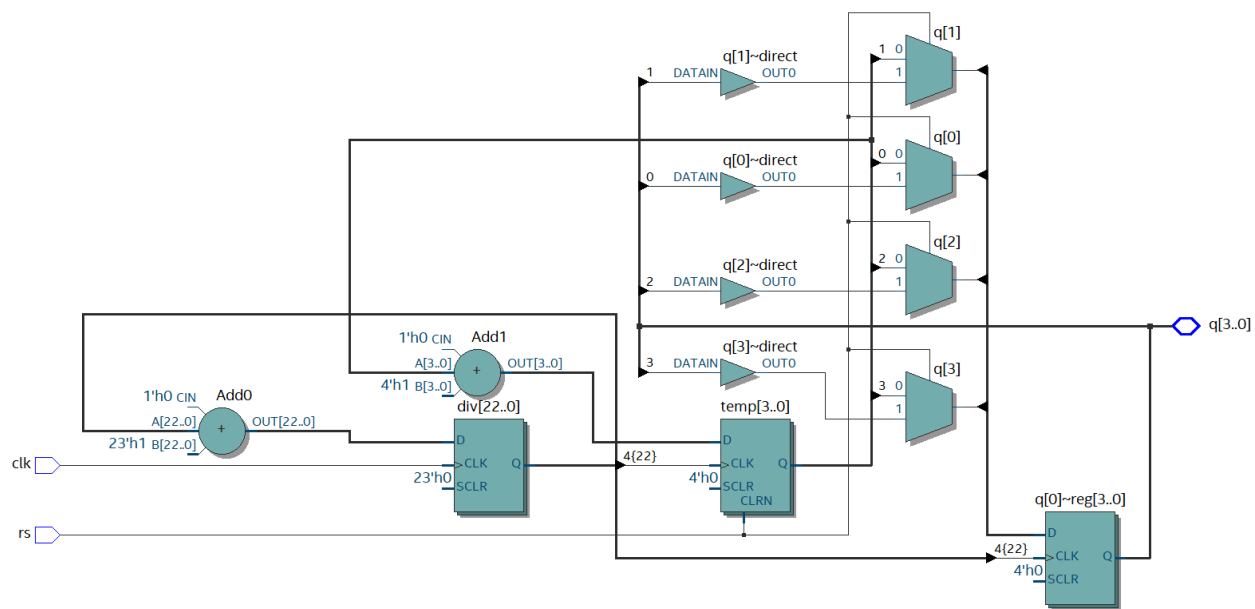 q[1]
q[1]~direct
1 0
1 DATAIN OUT0 1
q[0]
q[0]~direct
0 0
0 DATAIN OUT0 1
q[2]
q[2]~direct
2 0
2 DATAIN OUT0 1
q[3..0]
1'h0 CIN Add1
q[3]~direct
q[3]
3 DATAIN OUT0
A[3..0] OUT[3..0]
4'h1 B[3..0]
3 0
1
1'h0 CIN Add0
A[22..0] OUT[22..0]
23'h1 B[22..0]
div[22..0]
temp[3..0]
D
D
clk
CLK Q
4{22}
CLK Q
23'h0 SCLR
4'h0 SCLR
CLRN
rs
q[0]~reg[3..0]
D
4{22} CLK Q
4'h0 SCLR